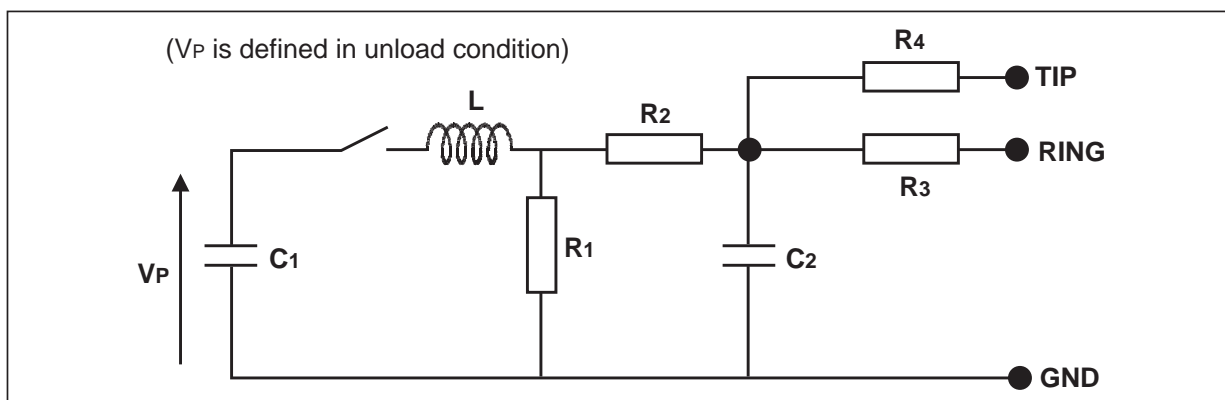 (VP is defined in unload condition)
R4
TIP
L
R2
RING
R3
VP
C1
R1
C2
GND